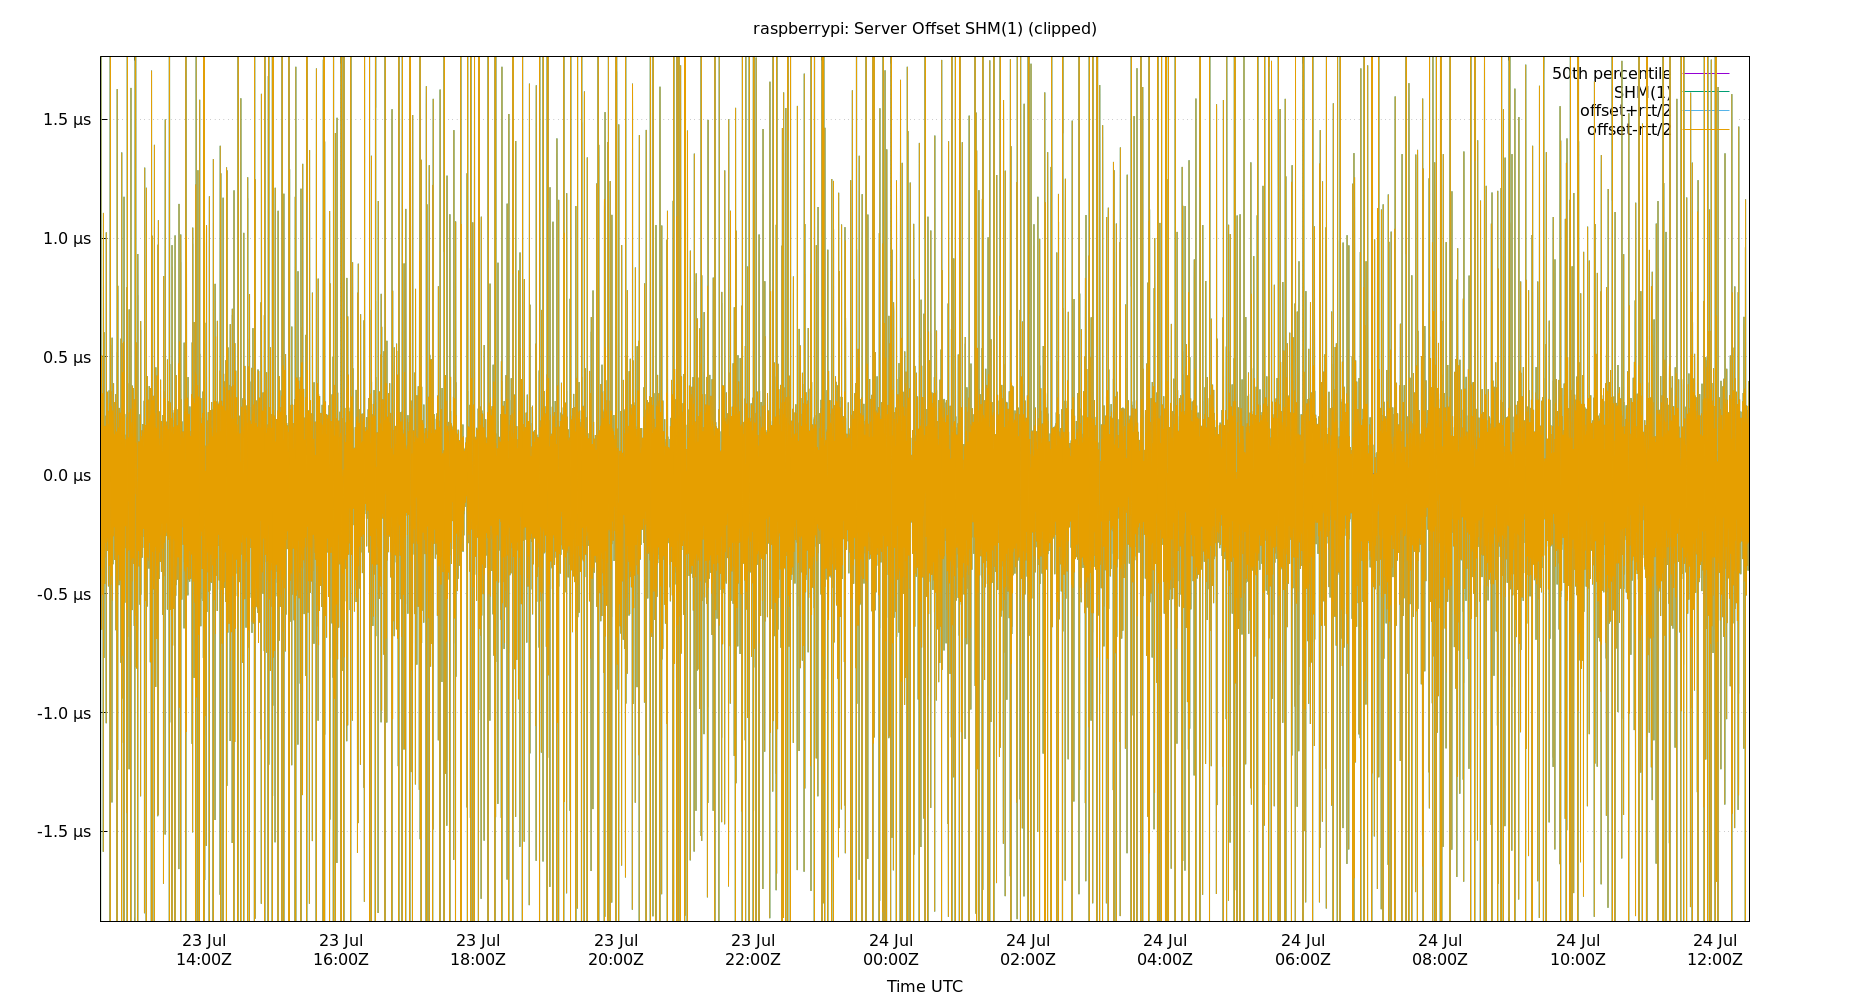 raspberrypi: Server Offset SHM(1) (clipped)
50th percentile
SHM(1)
offset+rtt/2
offset-rtt/2
1.5 µs
1.0 µs
0.5 µs
0.0 µs
-0.5 µs
-1.0 µs
-1.5 µs
23 Jul 23 Jul 23 Jul 23 Jul 23 Jul 24 Jul 24 Jul 24 Jul 24 Jul 24 Jul 24 Jul 24 Jul
14:00Z 16:00Z 18:00Z 20:00Z 22:00Z 00:00Z 02:00Z 04:00Z 06:00Z 08:00Z 10:00Z 12:00Z
Time UTC